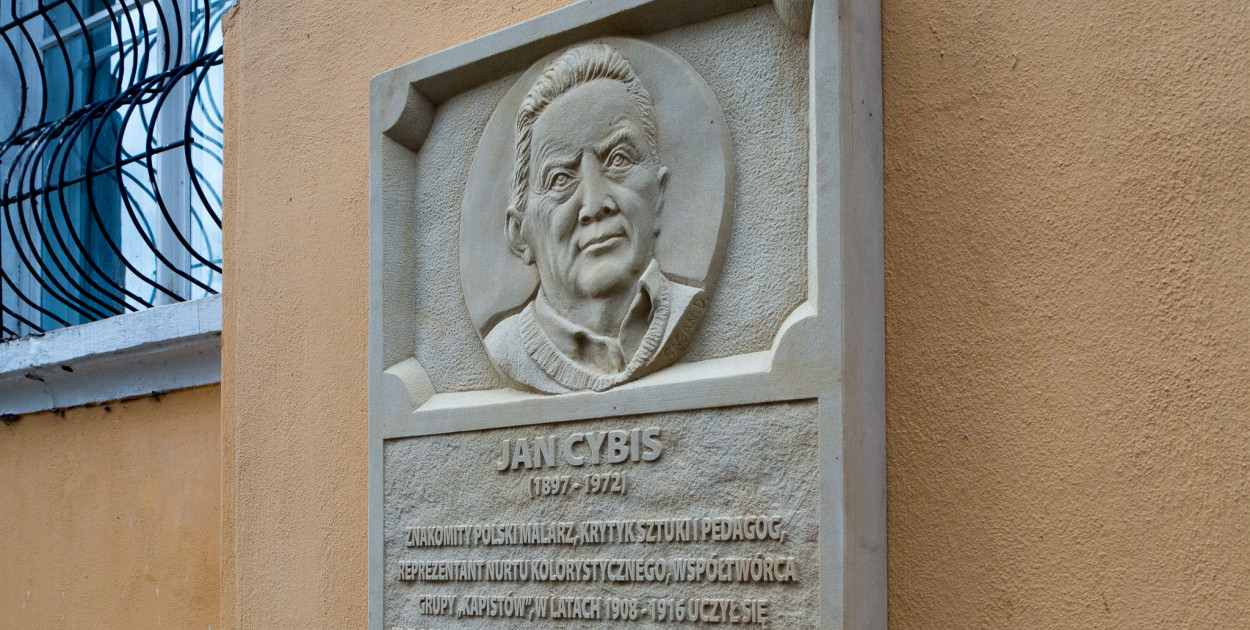 JAN CYBIS
(1897 - 1972)
ZNAKOMITY POLSKI MALARZ, KRYTYK SZTUKI I PEDAGOG,
REPREZENTANT NURTU KOLORYSTYCZNEGO, WSPÓŁTWÓRCA
GRUPY „KAPISTÓW”, W LATACH 1908 - 1916 UCZYŁ SIĘ